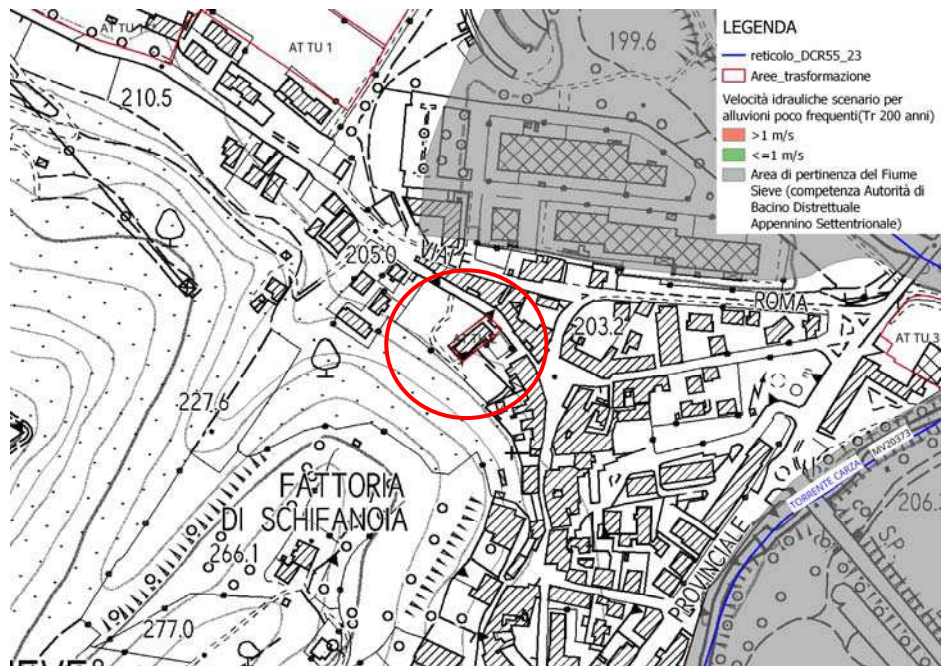 AT TU 1
AT TU 1
199.6
210.5
205.0
VIALE
ROMA
203.2
AT TU 3
227.6
FATTORIA
DI SCHIFANOIA
266.1
277.0
PROVINCIALE
TORRENTE CARZA
MV20373
S.P.
LEGENDA
reticolo_DCR55_23
Aree_trasformazione
Velocità idrauliche scenario per
alluvioni poco frequenti(Tr 200 anni)
>1 m/s
<=1 m/s
Area di pertinenza del Fiume
Sieve (competenza Autorità di
Bacino Distrettuale
Appennino Settentrionale)